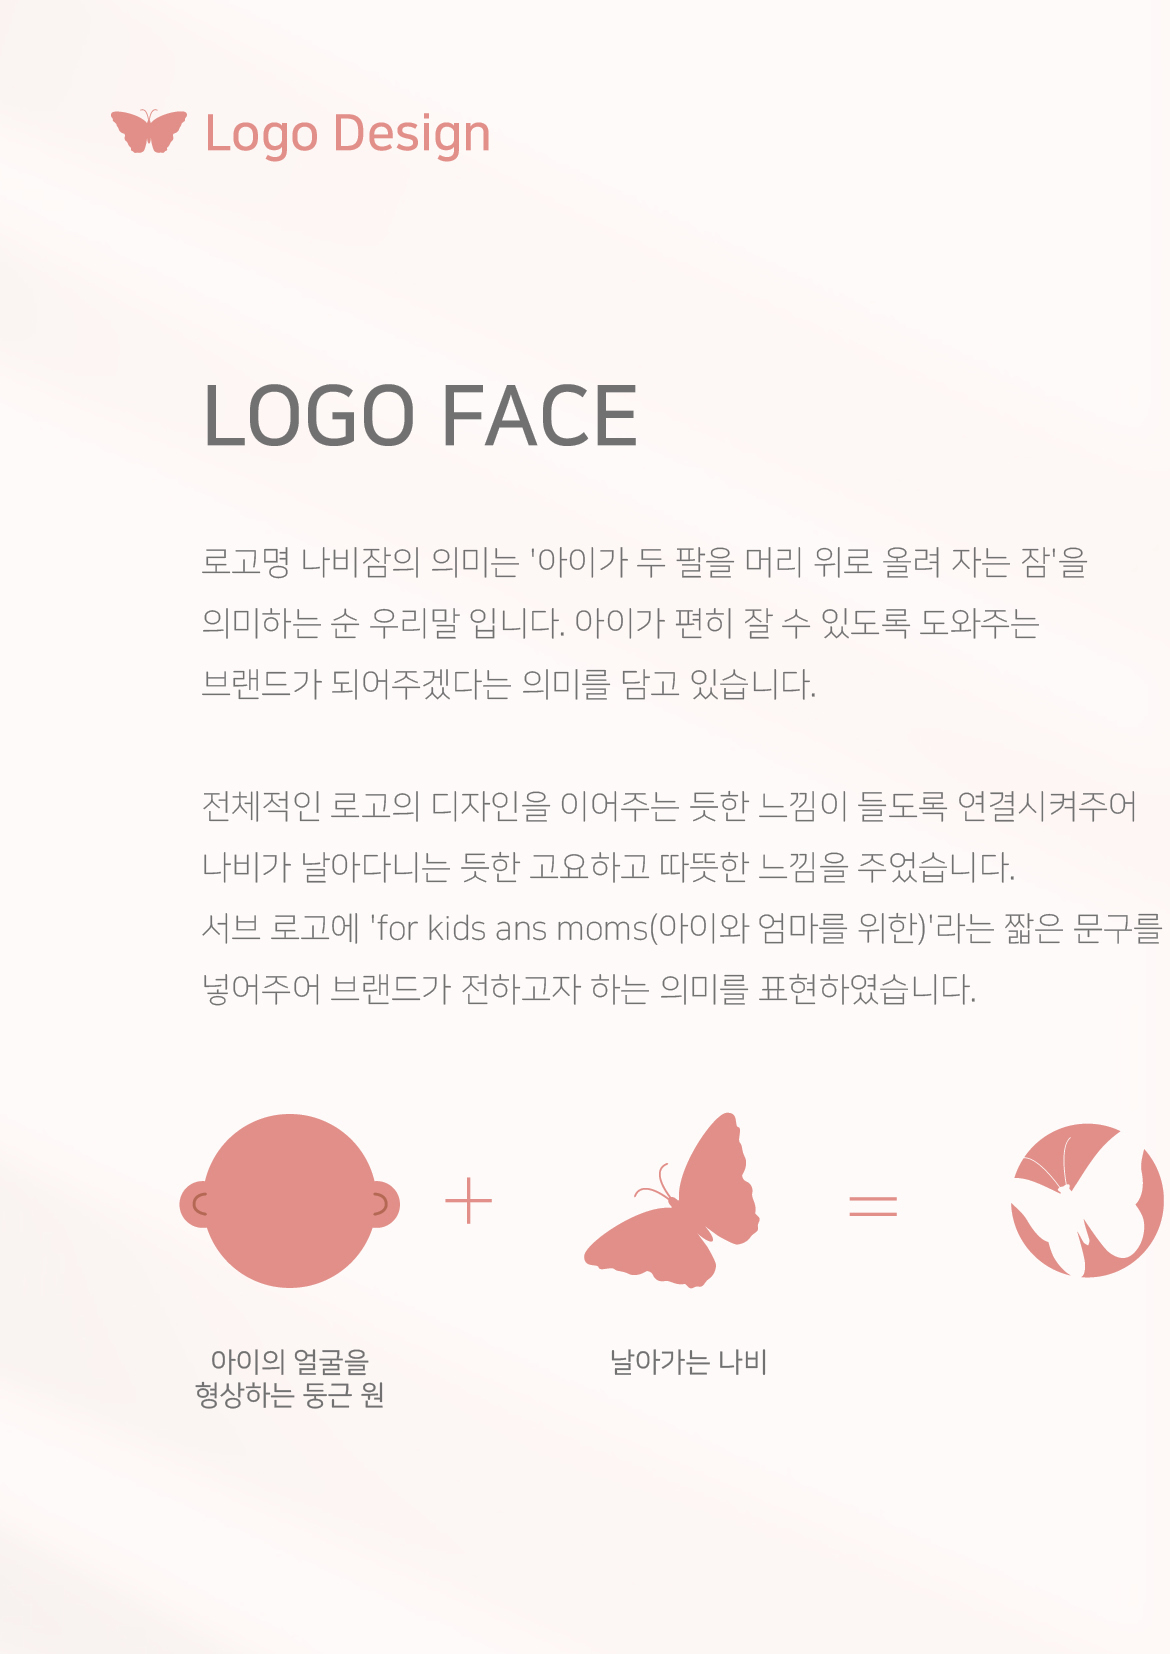 Logo Design
LOGO FACE
로고명 나비잠의 의미는 '아이가 두 팔을 머리 위로 올려 자는 잠'을
의미하는 순 우리말 입니다. 아이가 편히 잘 수 있도록 도와주는
브랜드가 되어주겠다는 의미를 담고 있습니다.
전체적인 로고의 디자인을 이어주는 듯한 느낌이 들도록 연결시켜주어
나비가 날아다니는 듯한 고요하고 따뜻한 느낌을 주었습니다.
서브 로고에 'for kids ans moms(아이와 엄마를 위한)'라는 짧은 문구를
넣어주어 브랜드가 전하고자 하는 의미를 표현하였습니다.
+
=
아이의 얼굴을
형상하는 둥근 원
날아가는 나비